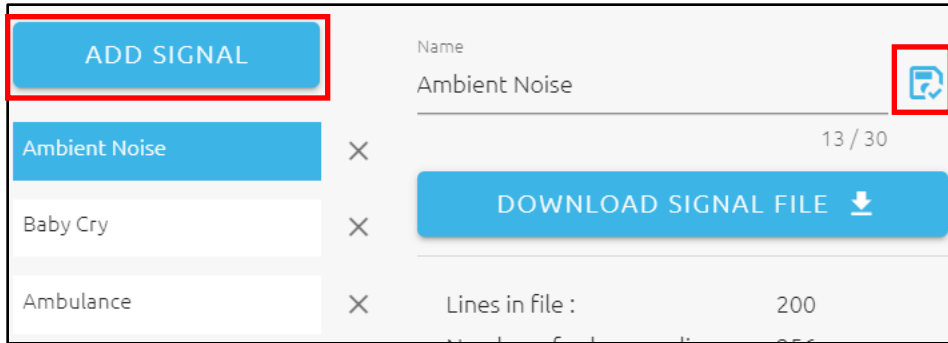 ADD SIGNAL
Ambient Noise
Baby Cry
Ambulance
Name
Ambient Noise
13 / 30
DOWNLOAD SIGNAL FILE
Lines in file : 200